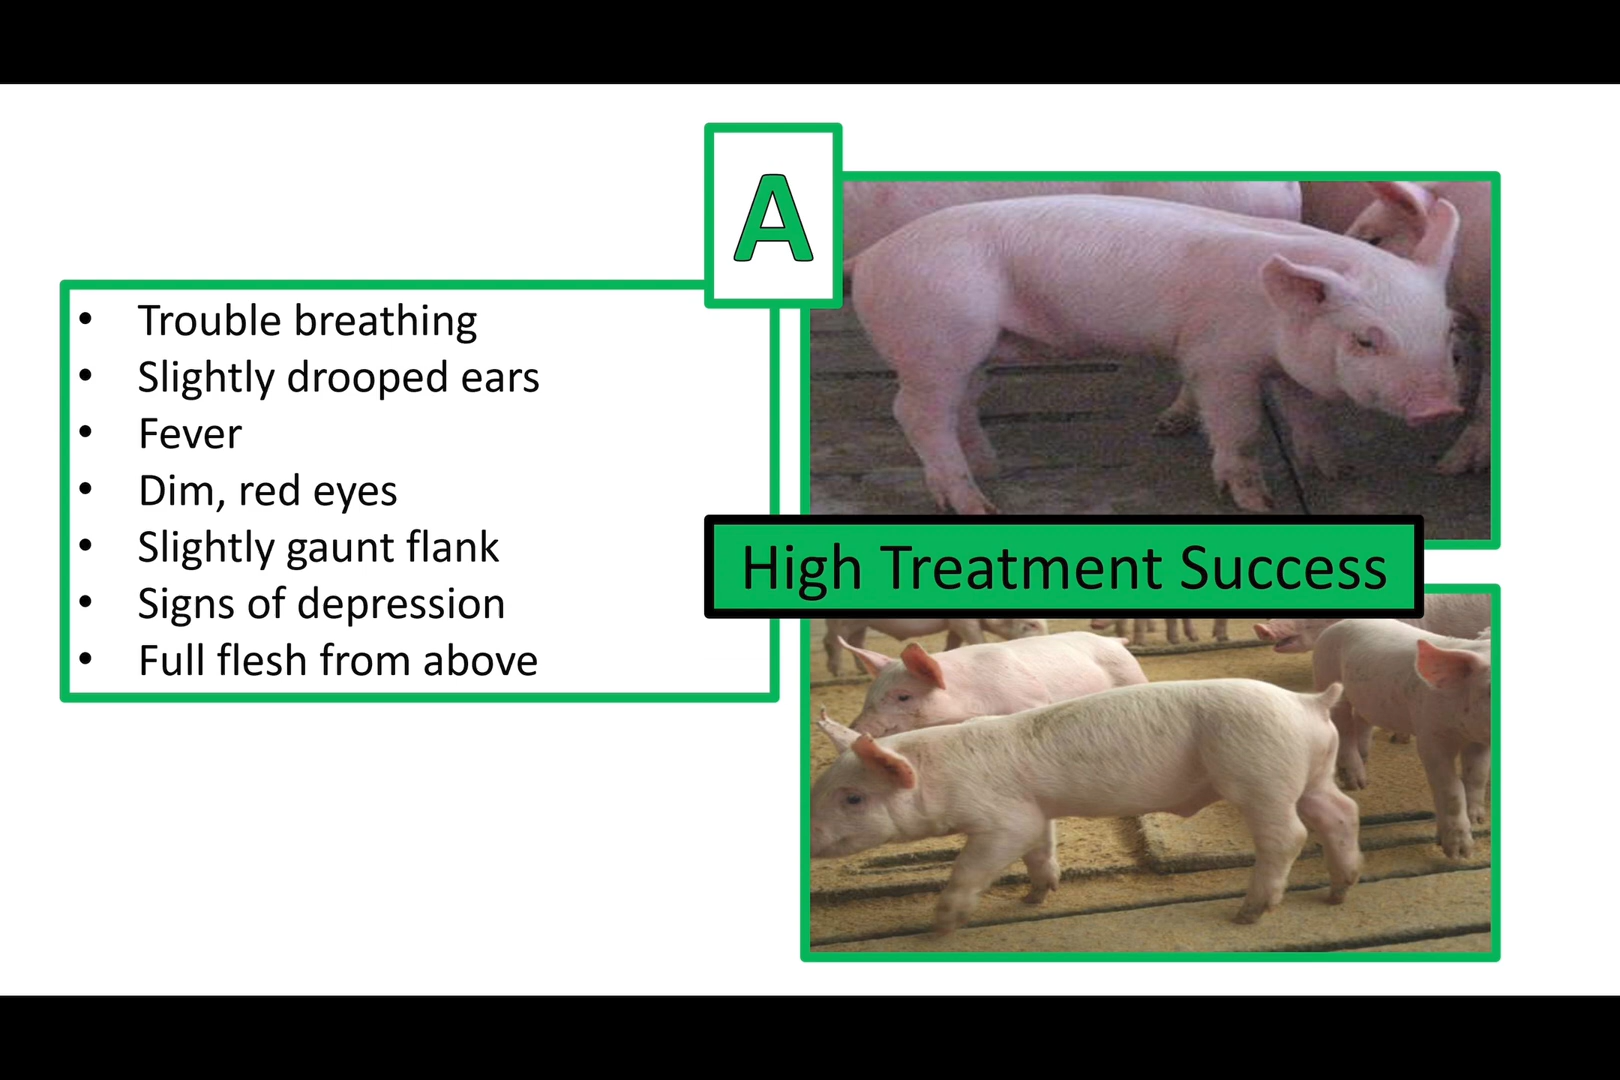 A
• Trouble breathing
• Slightly drooped ears
• Fever
• Dim, red eyes
• Slightly gaunt flank
• Signs of depression
• Full flesh from above
High Treatment Success